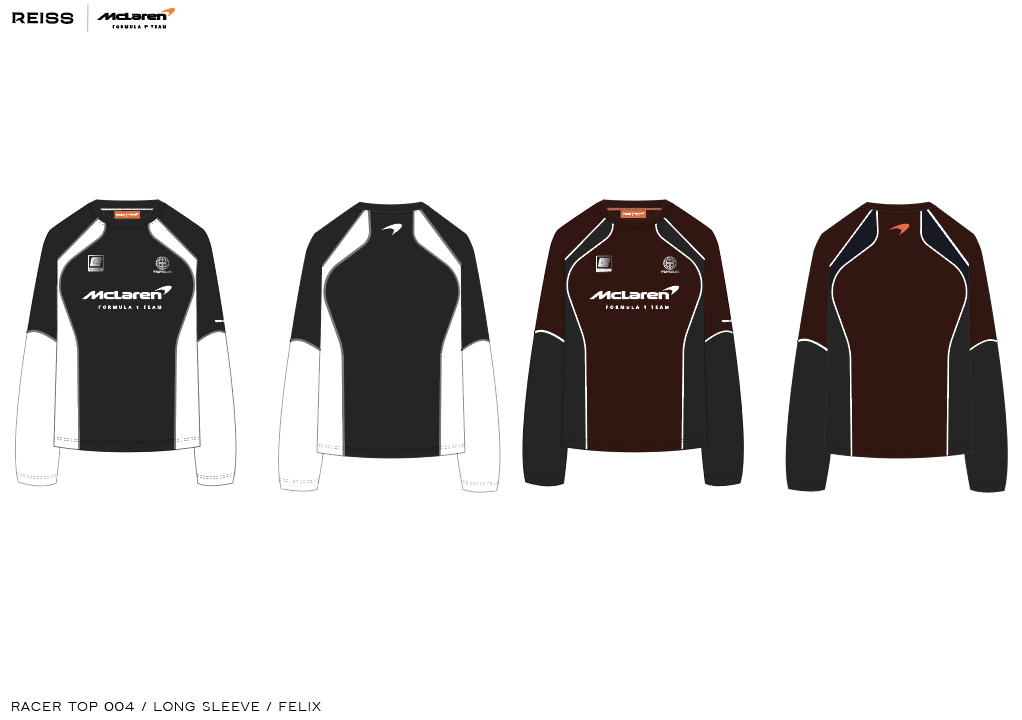 REISS
McLaren
FORMULA 1 TEAM
McLaren
FORMULA 1 TEAM
McLaren
FORMULA 1 TEAM
RACER TOP 004 / LONG SLEEVE / FELIX